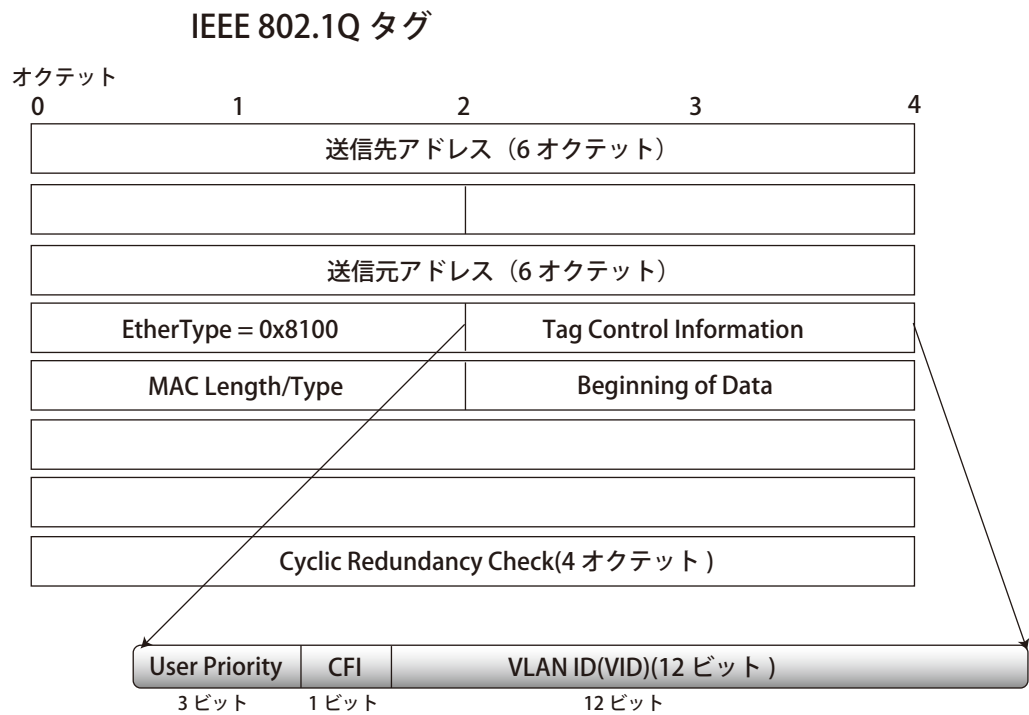 IEEE 802.1Q タグ
オクテット
0 1 2 3 4
送信先アドレス（6 オクテット）
送信元アドレス（6 オクテット）
EtherType = 0x8100 Tag Control Information
MAC Length/Type Beginning of Data
Cyclic Redundancy Check(4 オクテット )
User Priority CFI VLAN ID(VID)(12 ビット )
3 ビット 1 ビット 12 ビット